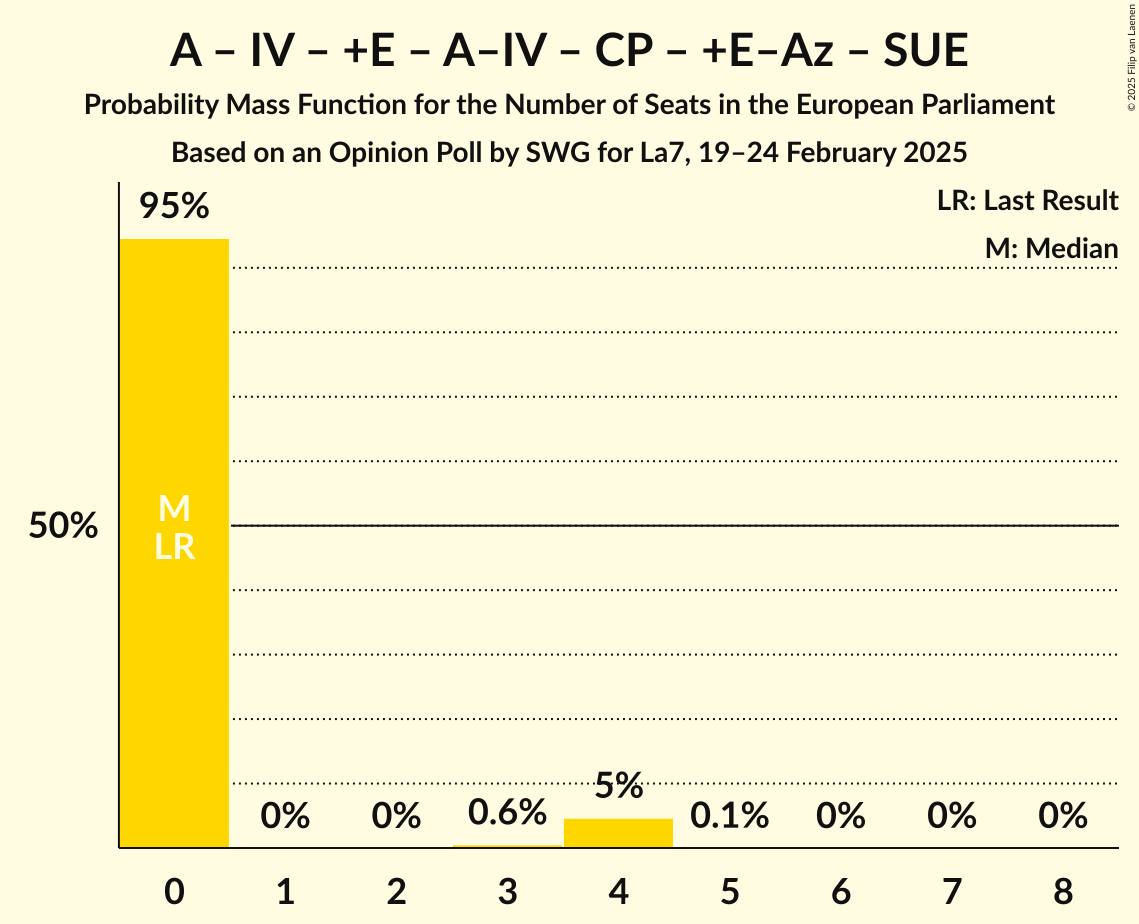 A – IV – +E – A–IV – CP – +E–Az – SUE
Probability Mass Function for the Number of Seats in the European Parliament
Based on an Opinion Poll by SWG for La7, 19–24 February 2025
© 2025 Filip van Laenen
LR: Last Result
M: Median
95%
M
LR
50%
0%
0%
0.6%
5%
0.1%
0%
0%
0%
0
1
2
3
4
5
6
7
8